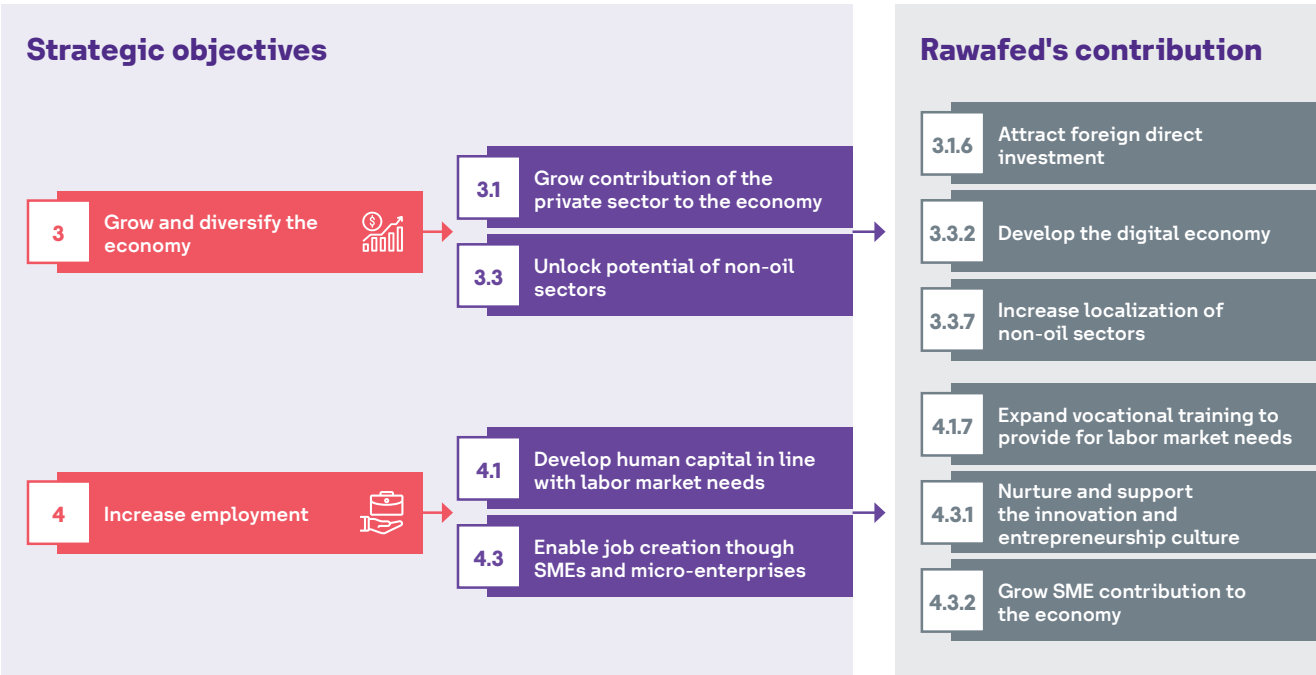 Strategic objectives
3
Grow and diversify the
economy
3.1
Grow contribution of the
private sector to the economy
3.3
Unlock potential of non-oil
sectors
4
Increase employment
4.1
Develop human capital in line
with labor market needs
4.3
Enable job creation though
SMEs and micro-enterprises
Rawafed's contribution
3.1.6
Attract foreign direct
investment
3.3.2
Develop the digital economy
3.3.7
Increase localization of
non-oil sectors
4.1.7
Expand vocational training to
provide for labor market needs
4.3.1
Nurture and support
the innovation and
entrepreneurship culture
4.3.2
Grow SME contribution to
the economy